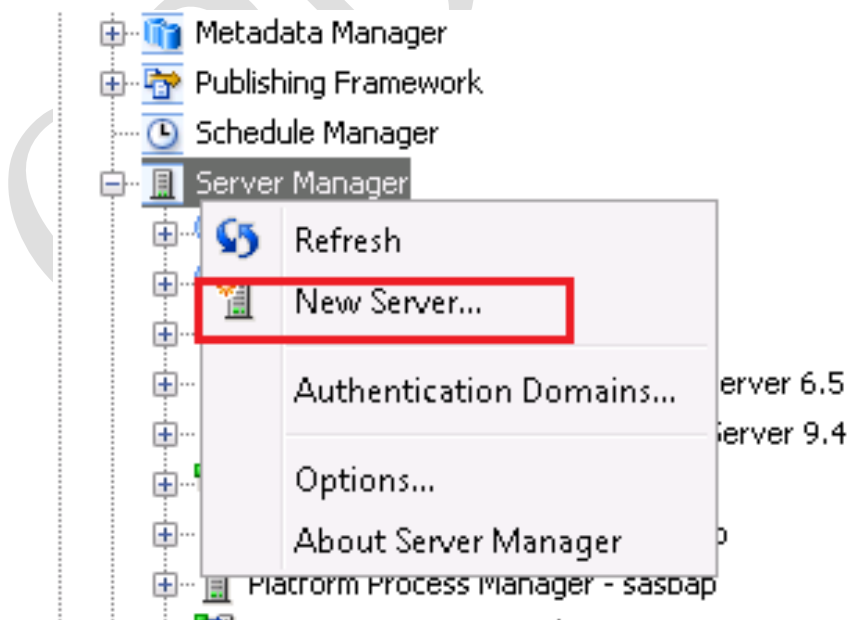 Metadata Manager
Publishing Framework
Schedule Manager
Server Manager
Refresh
New Server...
Authentication Domains...
erver 6.5
erver 9.4
Options...
About Server Manager
Platform Process Manager - sasbap